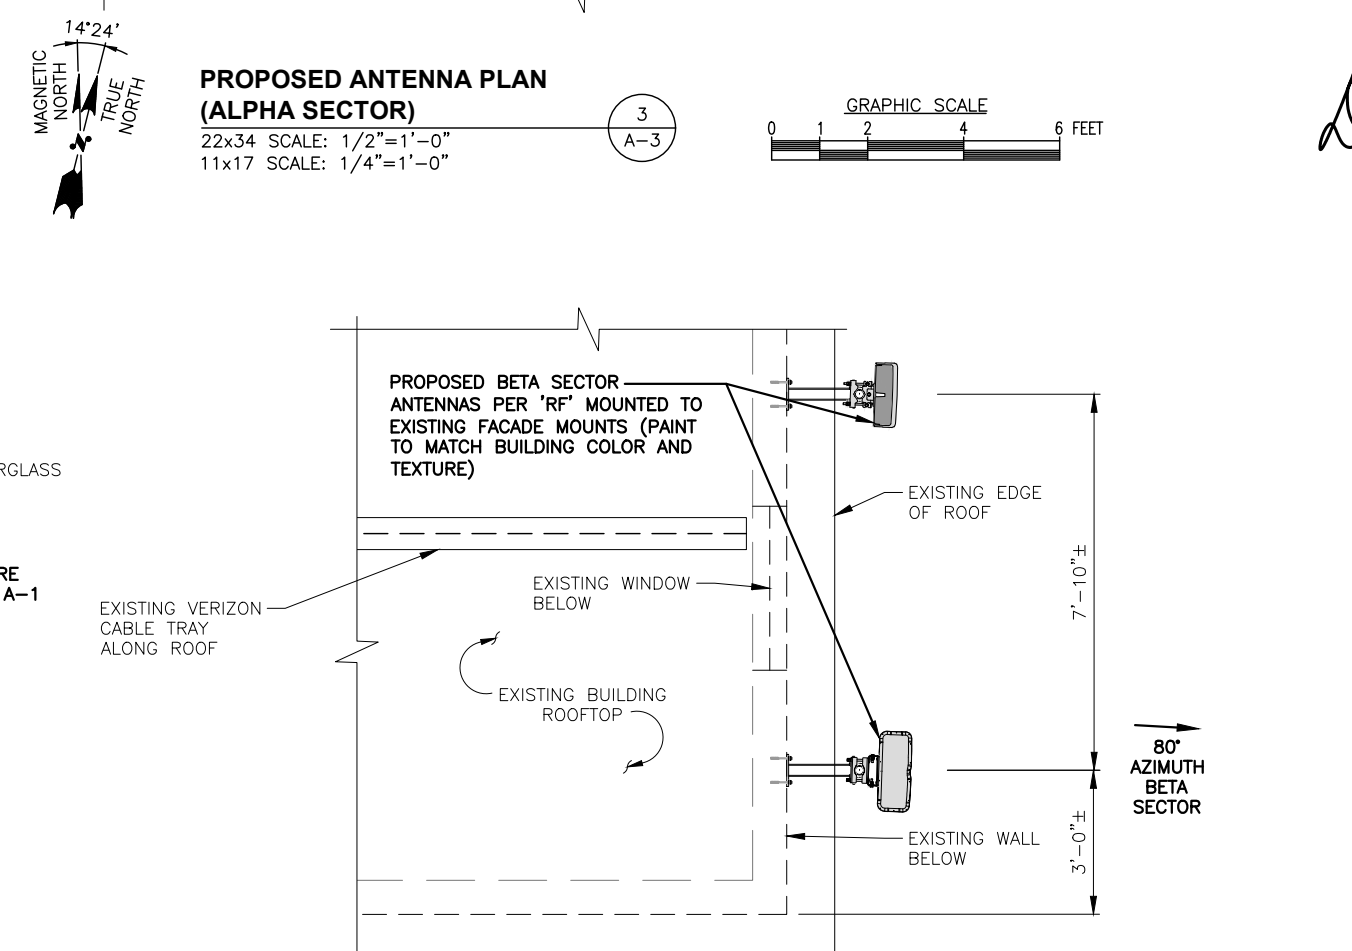 14°24'
MAGNETIC
NORTH
TRUE
NORTH
N
PROPOSED ANTENNA PLAN
(ALPHA SECTOR)
22x34 SCALE: 1/2"=1'-0"
11x17 SCALE: 1/4"=1'-0"
3
A-3
GRAPHIC SCALE
0 1 2 4 6 FEET
PROPOSED BETA SECTOR
ANTENNAS PER 'RF' MOUNTED TO
EXISTING FACADE MOUNTS (PAINT
TO MATCH BUILDING COLOR AND
TEXTURE)
RGLASS
EXISTING EDGE
OF ROOF
RE
A-1
EXISTING VERIZON
CABLE TRAY
ALONG ROOF
EXISTING WINDOW
BELOW
7'-10"±
EXISTING BUILDING
ROOFTOP
80°
AZIMUTH
BETA
SECTOR
EXISTING WALL
BELOW
3'-0"±